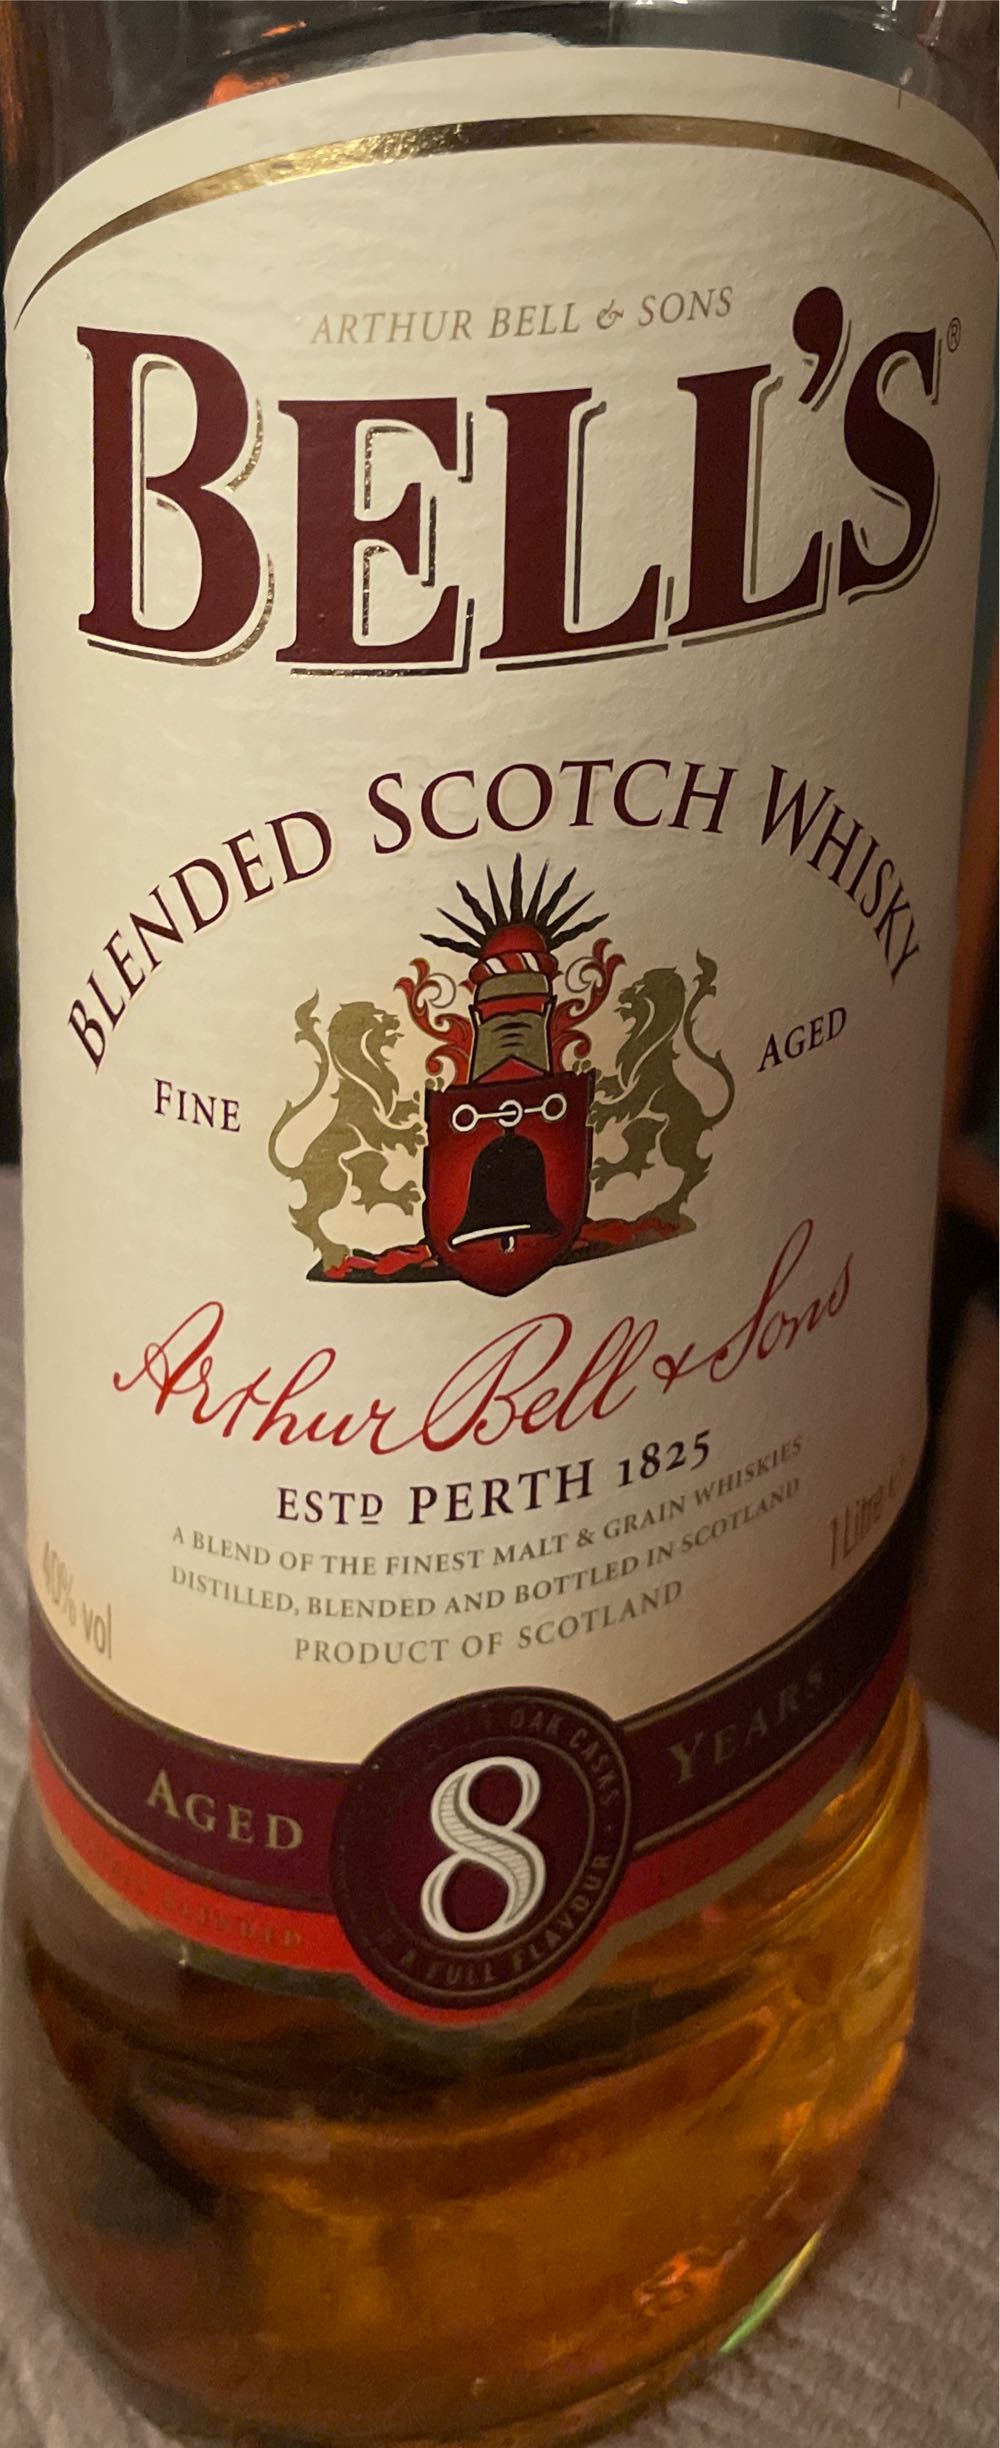 ARTHUR BELL & SONS
BELL'S®
BLENDED SCOTCH WHISKY
FINE AGED
Arthur Bell & Sons
ESTD PERTH 1825
A BLEND OF THE FINEST MALT & GRAIN WHISKIES
DISTILLED, BLENDED AND BOTTLED IN SCOTLAND
PRODUCT OF SCOTLAND
40% vol
1 Litre e
AGED 8 YEARS
OAK CASKS
A FULL FLAVOUR
BLENDED